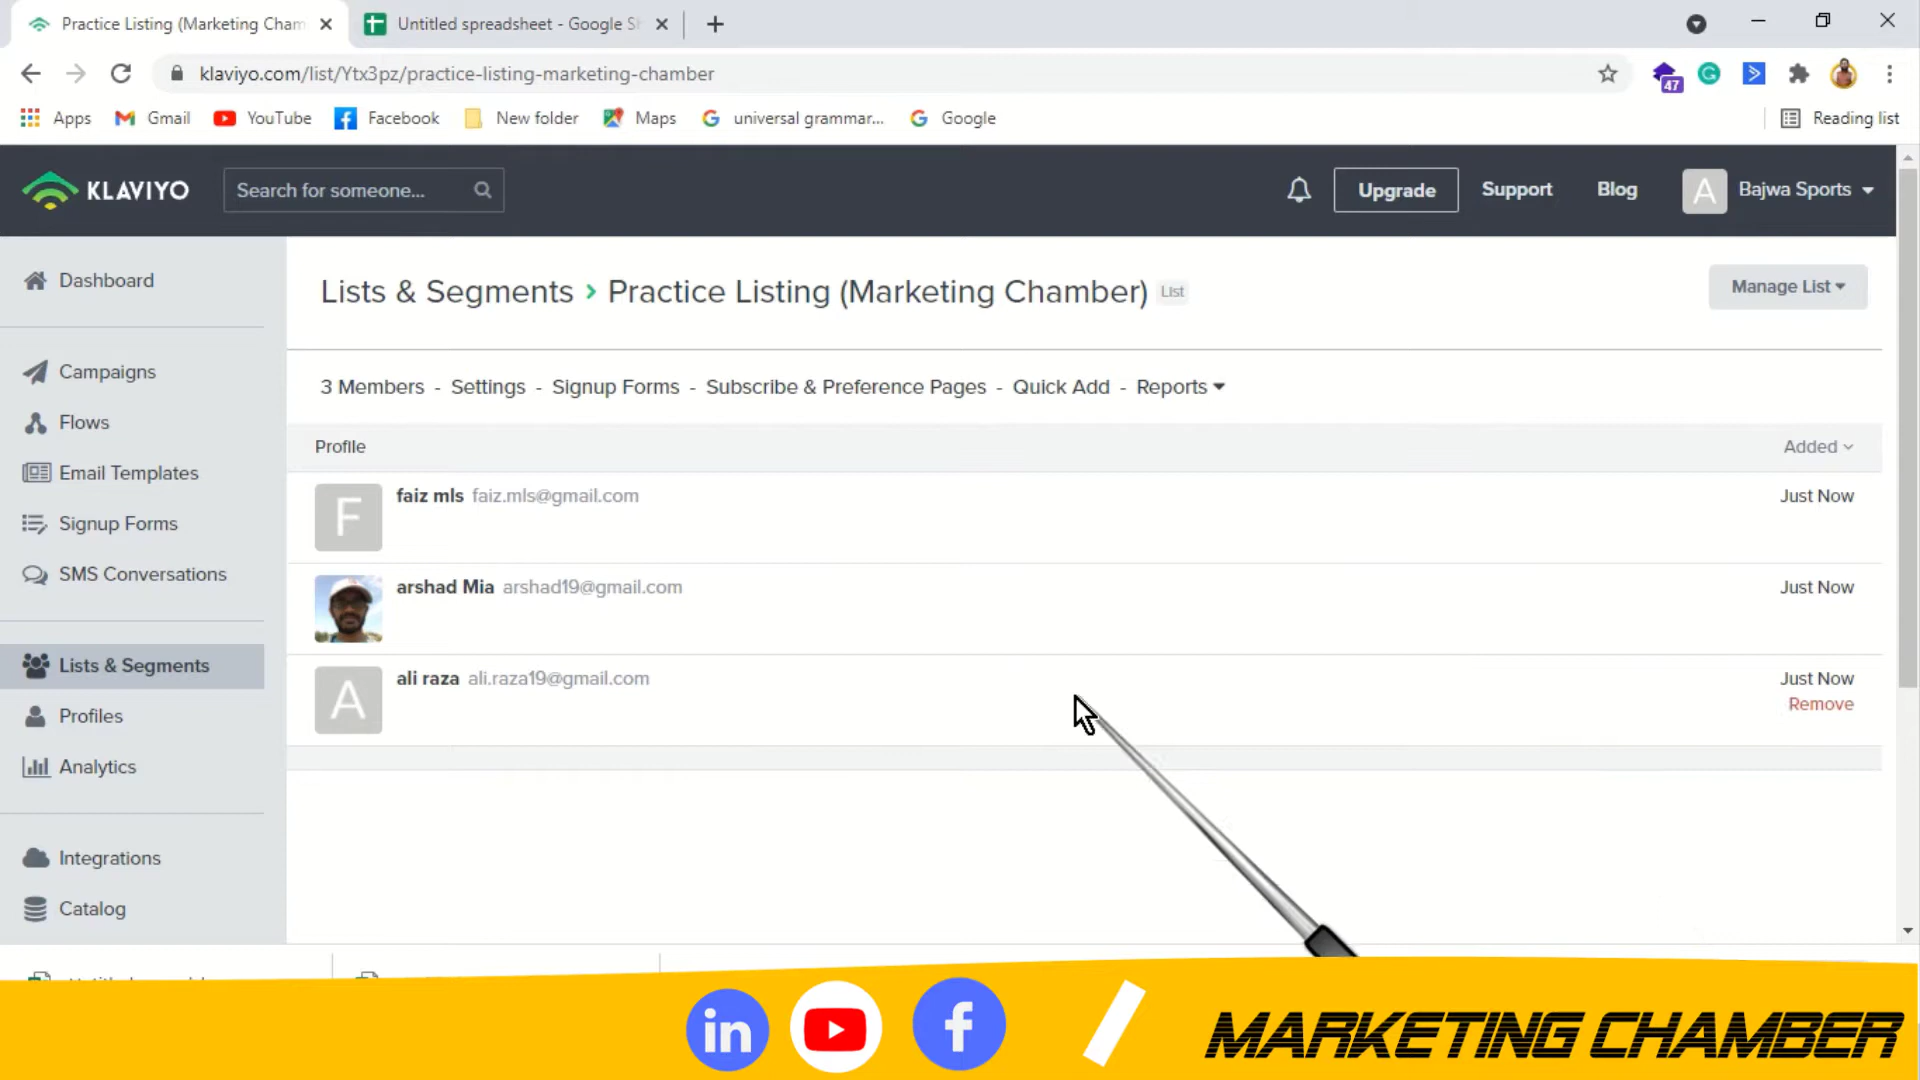 Practice Listing (Marketing Cham
Untitled spreadsheet - Google Sh
klaviyo.com/list/Ytx3pz/practice-listing-marketing-chamber
47
Apps
Gmail
YouTube
Facebook
New folder
Maps
universal grammar...
Google
Reading list
KLAVIYO
Search for someone...
Upgrade
Support
Blog
A
Bajwa Sports
Dashboard
Campaigns
Flows
Email Templates
Signup Forms
SMS Conversations
Lists & Segments
Profiles
Analytics
Integrations
Catalog
Lists & Segments › Practice Listing (Marketing Chamber) List
Manage List
3 Members - Settings - Signup Forms - Subscribe & Preference Pages - Quick Add - Reports
Profile
Added
F
faiz mls faiz.mls@gmail.com
Just Now
arshad Mia arshad19@gmail.com
Just Now
A
ali raza ali.raza19@gmail.com
Just Now
Remove
in
f
MARKETING CHAMBER